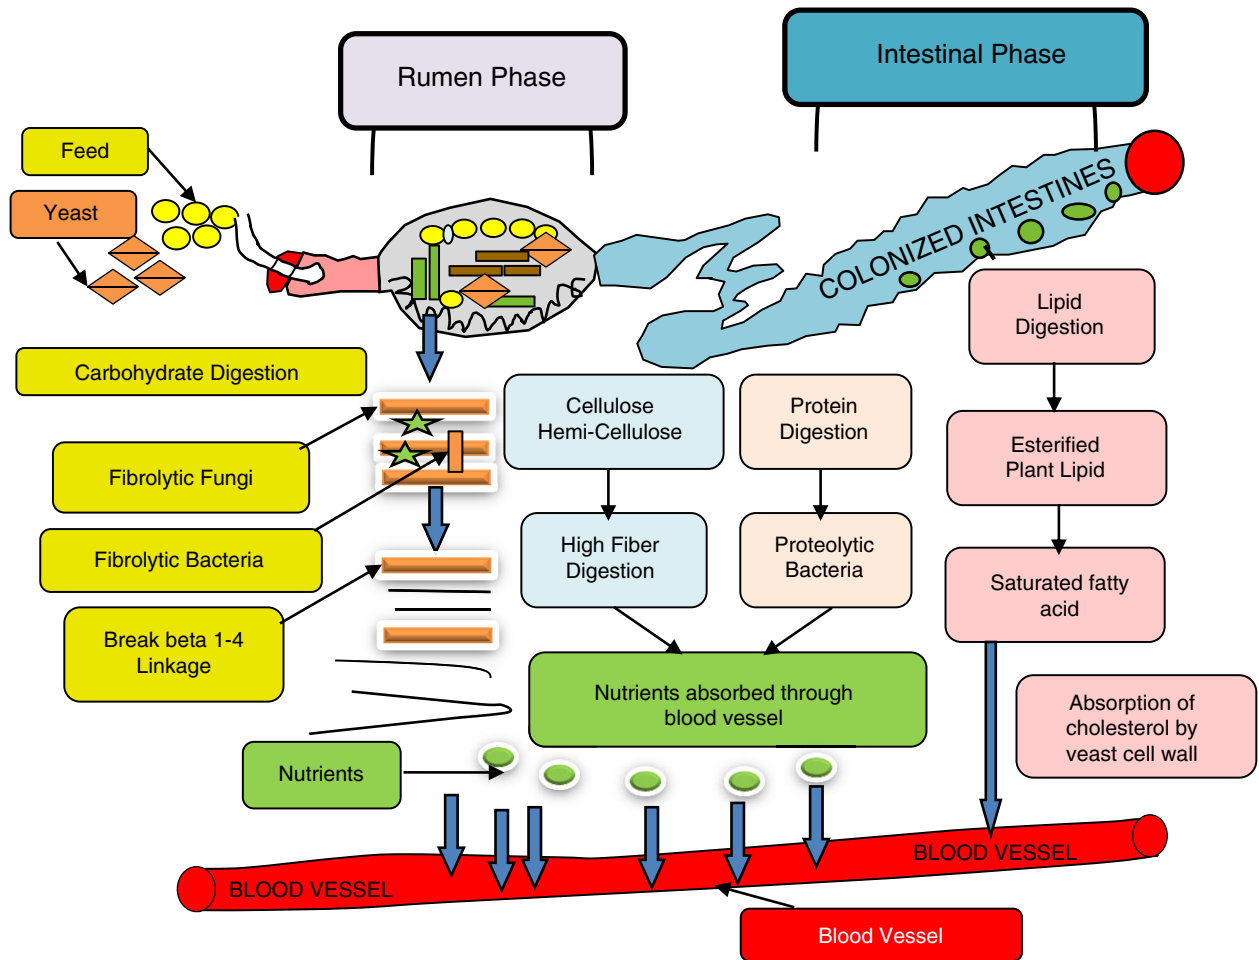 Rumen Phase
Intestinal Phase
Feed
Yeast
COLONIZED INTESTINES
Carbohydrate Digestion
Fibrolytic Fungi
Fibrolytic Bacteria
Break beta 1-4
Linkage
Cellulose
Hemi-Cellulose
High Fiber
Digestion
Protein
Digestion
Proteolytic
Bacteria
Lipid
Digestion
Esterified
Plant Lipid
Saturated fatty
acid
Nutrients absorbed through
blood vessel
Absorption of
cholesterol by
veast cell wall
Nutrients
BLOOD VESSEL
BLOOD VESSEL
Blood Vessel